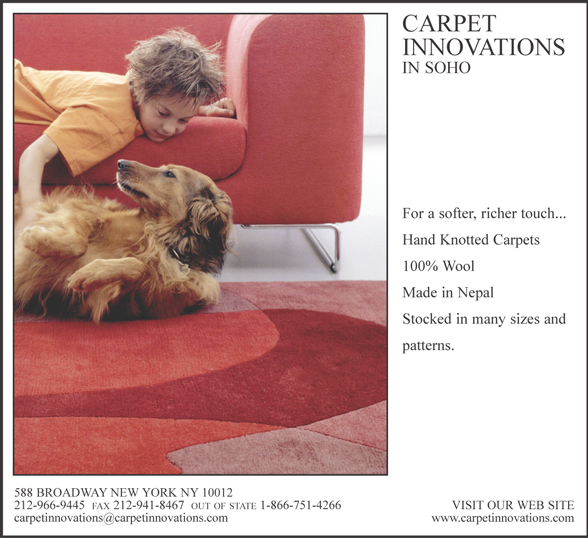 CARPET
INNOVATIONS
IN SOHO
For a softer, richer touch...
Hand Knotted Carpets
100% Wool
Made in Nepal
Stocked in many sizes and
patterns.
588 BROADWAY NEW YORK NY 10012
212-966-9445 FAX 212-941-8467 OUT OF STATE 1-866-751-4266
carpetinnovations@carpetinnovations.com
VISIT OUR WEB SITE
www.carpetinnovations.com